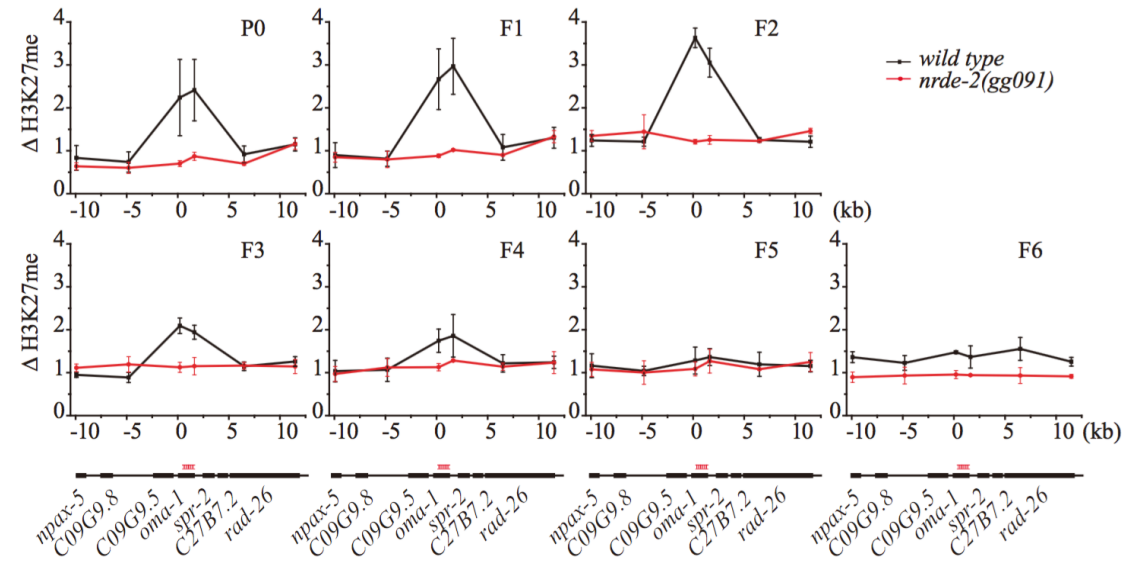 P0
F1
F2
wild type
nrde-2(gg091)
Δ H3K27me
4
3
2
1
0
4
3
2
1
0
4
3
2
1
0
-10 -5 0 5 10
-10 -5 0 5 10
-10 -5 0 5 10 (kb)
F3
F4
F5
F6
Δ H3K27me
4
3
2
1
0
4
3
2
1
0
4
3
2
1
0
4
3
2
1
0
-10 -5 0 5 10
-10 -5 0 5 10
-10 -5 0 5 10
-10 -5 0 5 10 (kb)
npax-5
C09G9.8
C09G9.5
oma-1
spr-2
C27B7.2
rad-26
npax-5
C09G9.8
C09G9.5
oma-1
spr-2
C27B7.2
rad-26
npax-5
C09G9.8
C09G9.5
oma-1
spr-2
C27B7.2
rad-26
npax-5
C09G9.8
C09G9.5
oma-1
spr-2
C27B7.2
rad-26